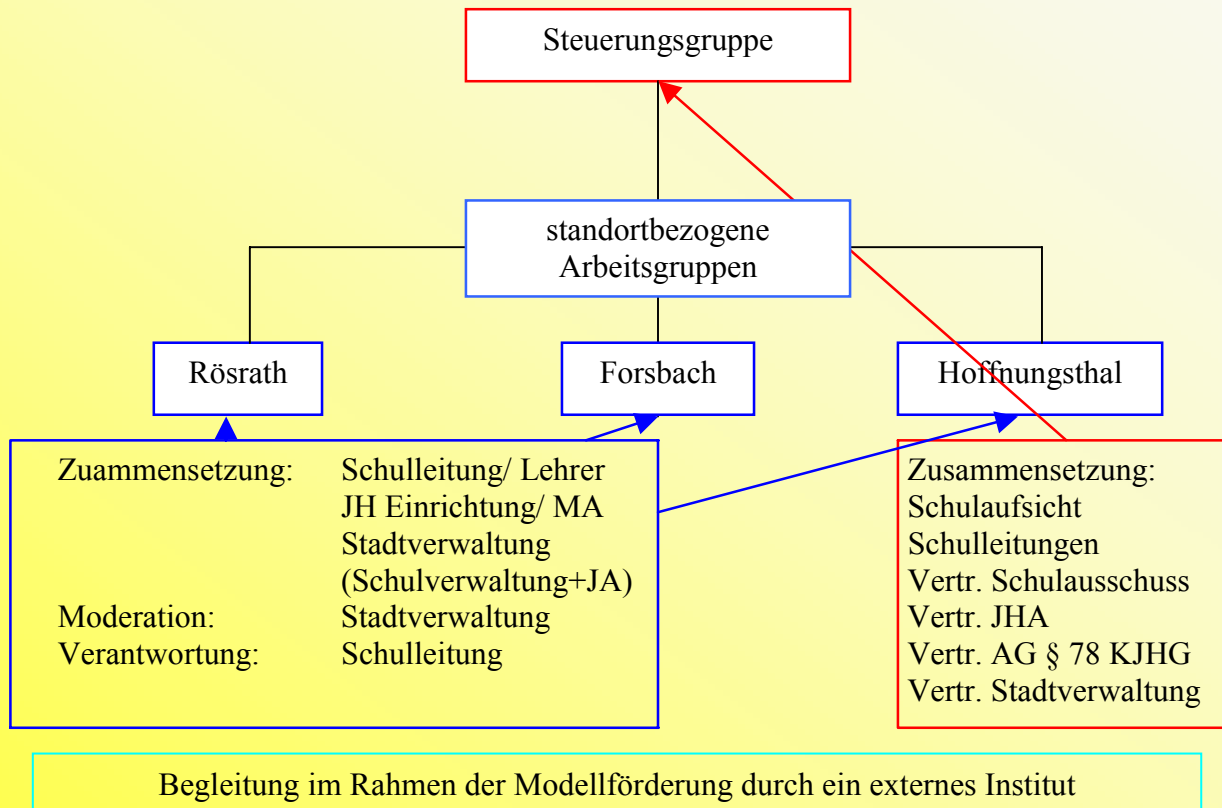 Steuerungsgruppe
standortbezogene
Arbeitsgruppen
Rösrath
Forsbach
Hoffnungsthal
Zuammensetzung: Schulleitung/ Lehrer
JH Einrichtung/ MA
Stadtverwaltung
(Schulverwaltung+JA)
Moderation: Stadtverwaltung
Verantwortung: Schulleitung
Zusammensetzung:
Schulaufsicht
Schulleitungen
Vertr. Schulausschuss
Vertr. JHA
Vertr. AG § 78 KJHG
Vertr. Stadtverwaltung
Begleitung im Rahmen der Modellförderung durch ein externes Institut